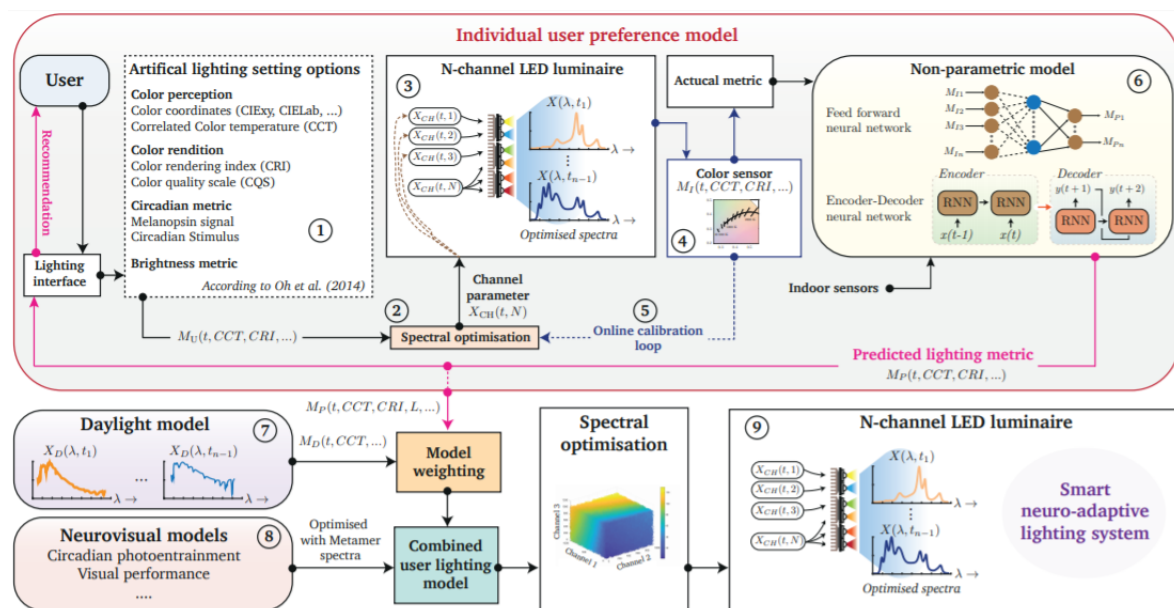 Individual user preference model
User
Recommendation
Lighting
interface
Artifical lighting setting options
Color perception
Color coordinates (CIExy, CIELab, ...)
Correlated Color temperature (CCT)
Color rendition
Color rendering index (CRI)
Color quality scale (CQS)
Circadian metric
Melanopsin signal
Circadian Stimulus
1
Brightness metric
According to Oh et al. (2014)
M_U(t, CCT, CRI, ...)
2
Spectral optimisation
Channel
parameter
X_CH(t, N)
N-channel LED luminaire
3
X_CH(t, 1)
X_CH(t, 2)
X_CH(t, 3)
X_CH(t, N)
X(λ, t_1)
λ →
X(λ, t_{n−1})
Optimised spectra
Actucal metric
Color sensor
M_I(t, CCT, CRI, ...)
4
5
Online calibration
loop
Non-parametric model
6
Feed forward
neural network
M_I1
M_I2
M_I3
M_In
M_P1
M_Pn
Encoder-Decoder
neural network
Encoder
RNN
RNN
x(t-1)
x(t)
Decoder
y(t+1)
y(t+2)
RNN
RNN
Indoor sensors
Predicted lighting metric
M_P(t, CCT, CRI, ...)
M_P(t, CCT, CRI, L, ...)
Daylight model
7
X_D(λ, t_1)
λ →
...
X_D(λ, t_{n−1})
λ →
M_D(t, CCT, ...)
Model
weighting
Neurovisual models
8
Circadian photoentrainment
Visual performance
....
Optimised
with Metamer
spectra
Combined
user lighting
model
Spectral
optimisation
Channel 3
Channel 1
Channel 2
9
N-channel LED luminaire
X_CH(t, 1)
X_CH(t, 2)
X_CH(t, 3)
X_CH(t, N)
X(λ, t_1)
λ →
X(λ, t_{n−1})
λ →
Optimised spectra
Smart
neuro-adaptive
lighting system